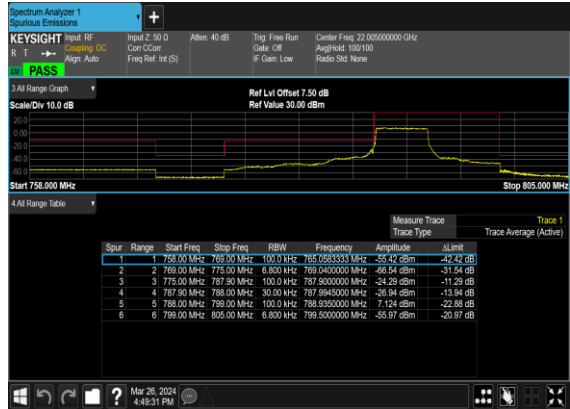 Spectrum Analyzer 1
Spurious Emissions
+
KEYSIGHT Input: RF Input Z: 50 Ω Atten: 40 dB Trig: Free Run Center Freq: 22.005000000 GHz
R T Coupling: DC Corr CCorr Gate: Off Avg|Hold: 100/100
Align: Auto Freq Ref: Int (S) IF Gain: Low Radio Std: None
PASS
3 All Range Graph Ref Lvl Offset 7.50 dB
Scale/Div 10.0 dB Ref Value 30.00 dBm
20.0
0.00
-20.0
-40.0
-60.0
Start 758.000 MHz Stop 805.000 MHz
4 All Range Table
Measure Trace Trace 1
Trace Type Trace Average (Active)
Spur Range Start Freq Stop Freq RBW Frequency Amplitude ΔLimit
1 1 758.00 MHz 769.00 MHz 100.0 kHz 765.0583333 MHz -55.42 dBm -42.42 dB
2 2 769.00 MHz 775.00 MHz 6.800 kHz 769.0400000 MHz -66.54 dBm -31.54 dB
3 3 775.00 MHz 787.90 MHz 100.0 kHz 787.9000000 MHz -24.29 dBm -11.29 dB
4 4 787.90 MHz 788.00 MHz 30.00 kHz 787.9945000 MHz -26.94 dBm -13.94 dB
5 5 788.00 MHz 799.00 MHz 100.0 kHz 788.9350000 MHz 7.124 dBm -22.88 dB
6 6 799.00 MHz 805.00 MHz 6.800 kHz 799.5000000 MHz -55.97 dBm -20.97 dB
? Mar 26, 2024
4:49:31 PM